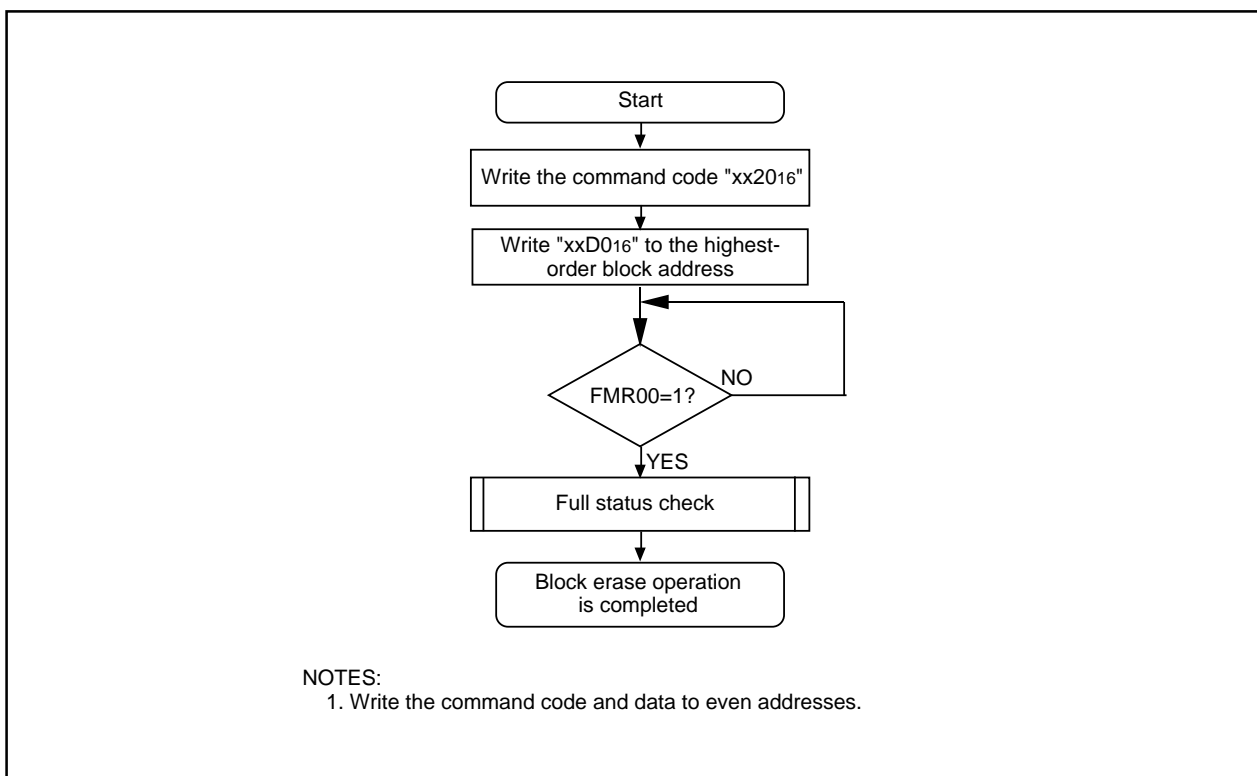 Start
Write the command code "xx2016"
Write "xxD016" to the highest-
order block address
NO
FMR00=1?
YES
Full status check
Block erase operation
is completed
NOTES:
1. Write the command code and data to even addresses.